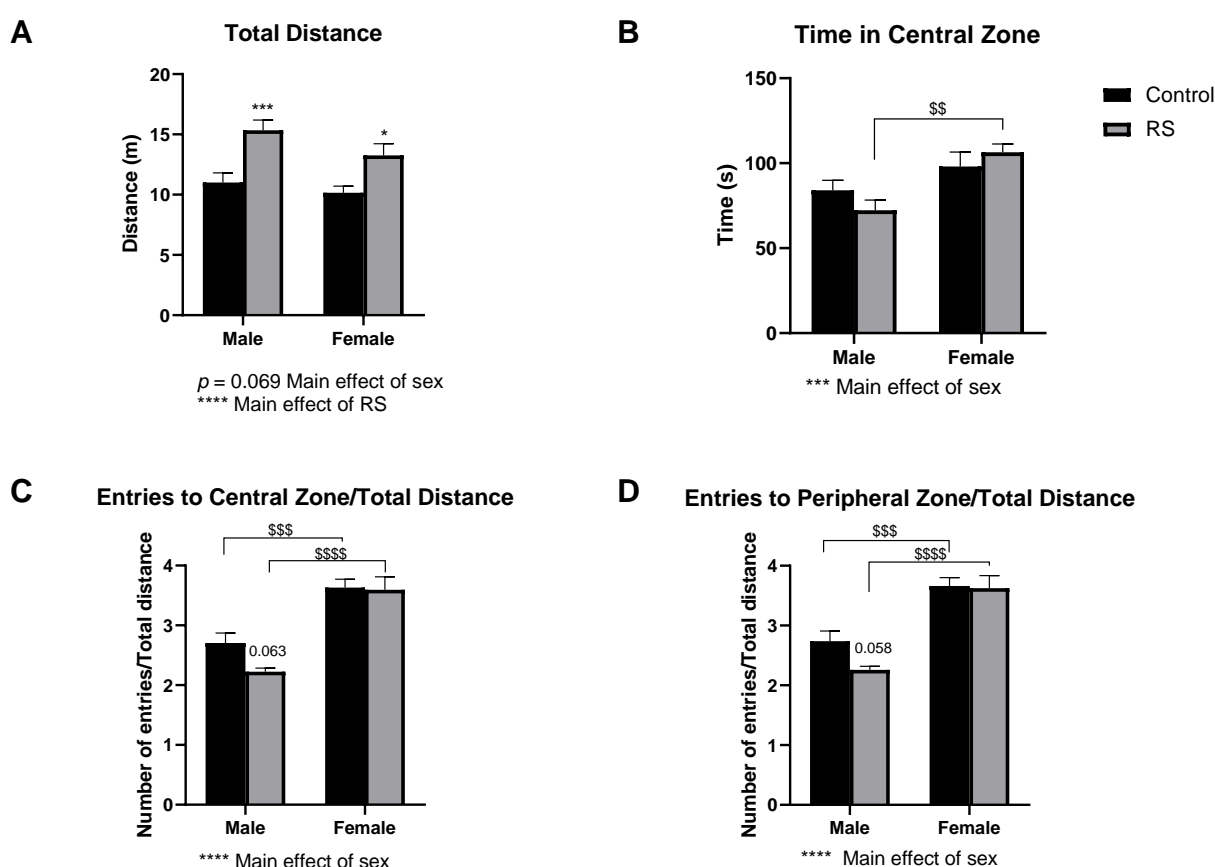 A
Total Distance
Distance (m)
20
15
10
5
0
***
*
Male
Female
p = 0.069 Main effect of sex
**** Main effect of RS
B
Time in Central Zone
Time (s)
150
100
50
0
$$
Male
Female
*** Main effect of sex
Control
RS
C
Entries to Central Zone/Total Distance
Number of entries/Total distance
4
3
2
1
0
$$$
$$$$
0.063
Male
Female
**** Main effect of sex
D
Entries to Peripheral Zone/Total Distance
Number of entries/Total distance
4
3
2
1
0
$$$
$$$$
0.058
Male
Female
**** Main effect of sex